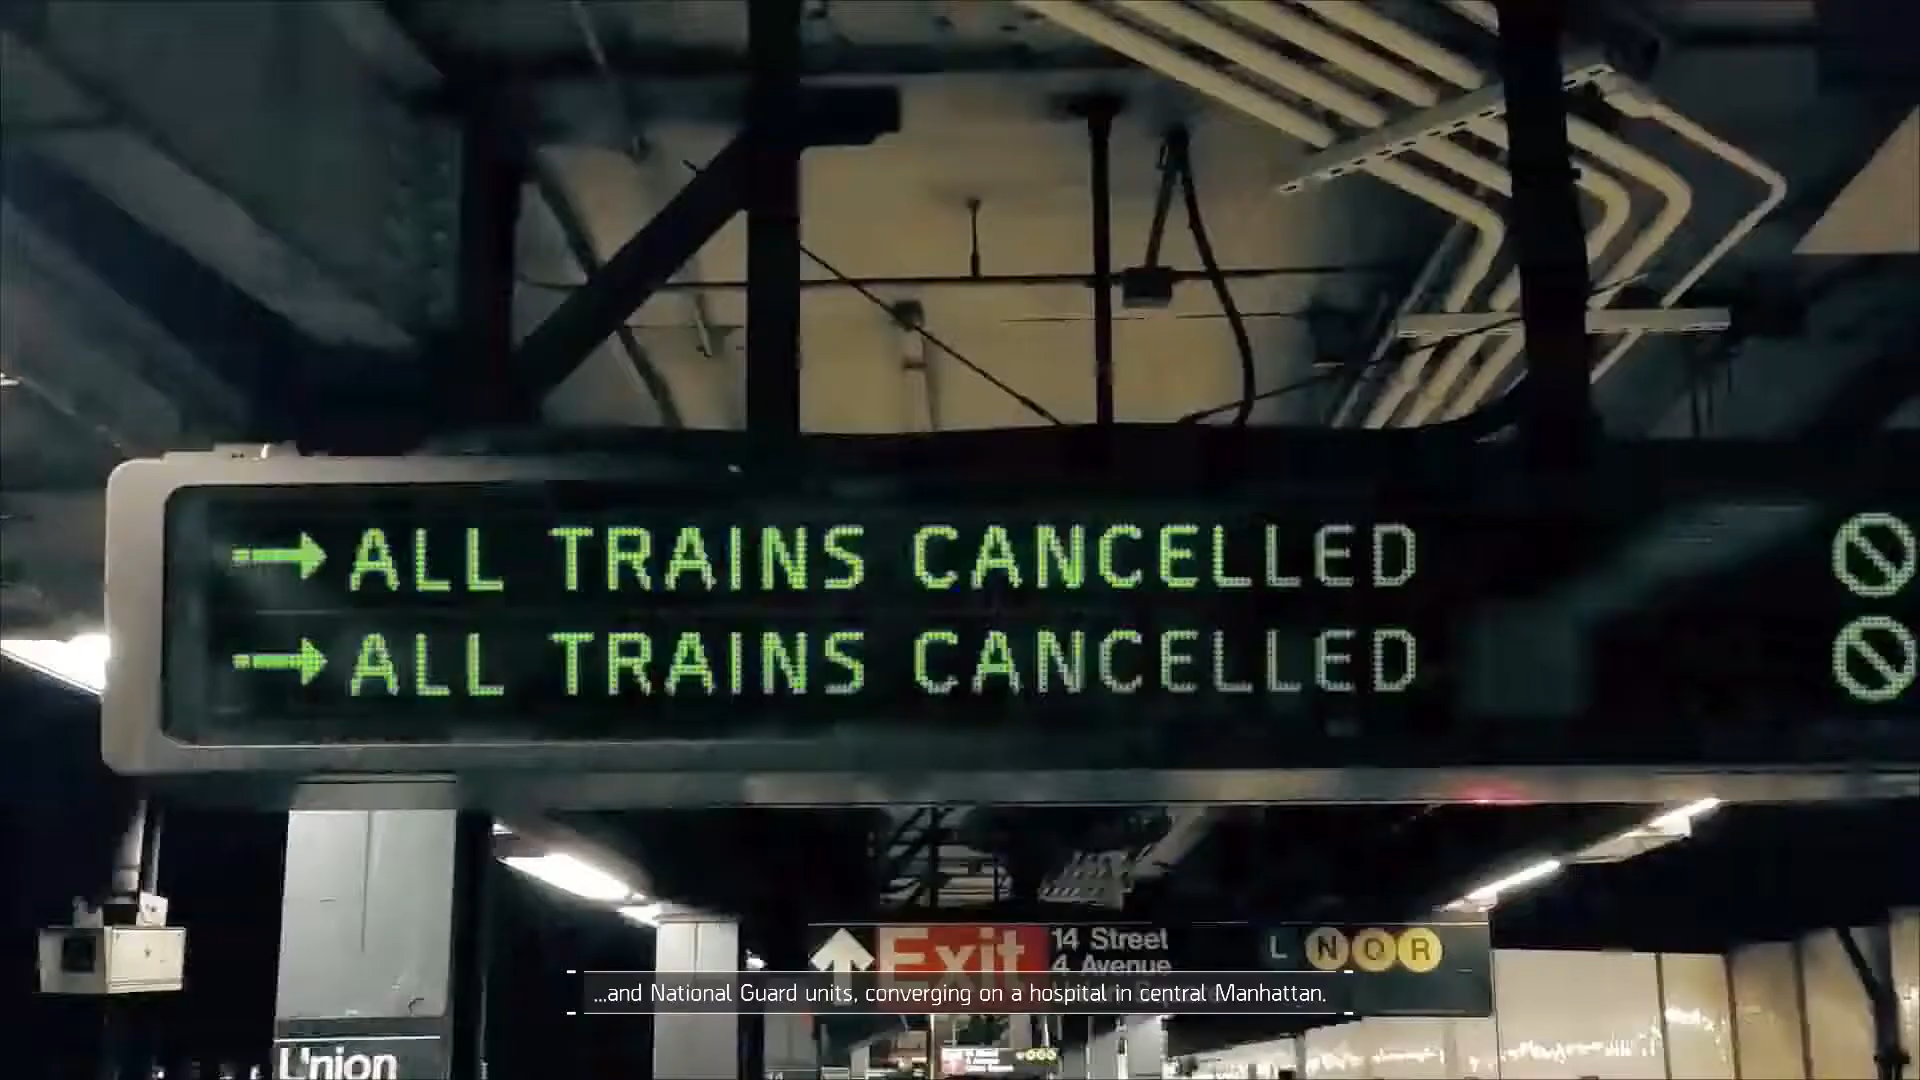 ALL TRAINS CANCELLED
ALL TRAINS CANCELLED
Exit
14 Street
4 Avenue
L N Q R
...and National Guard units, converging on a hospital in central Manhattan.
Union